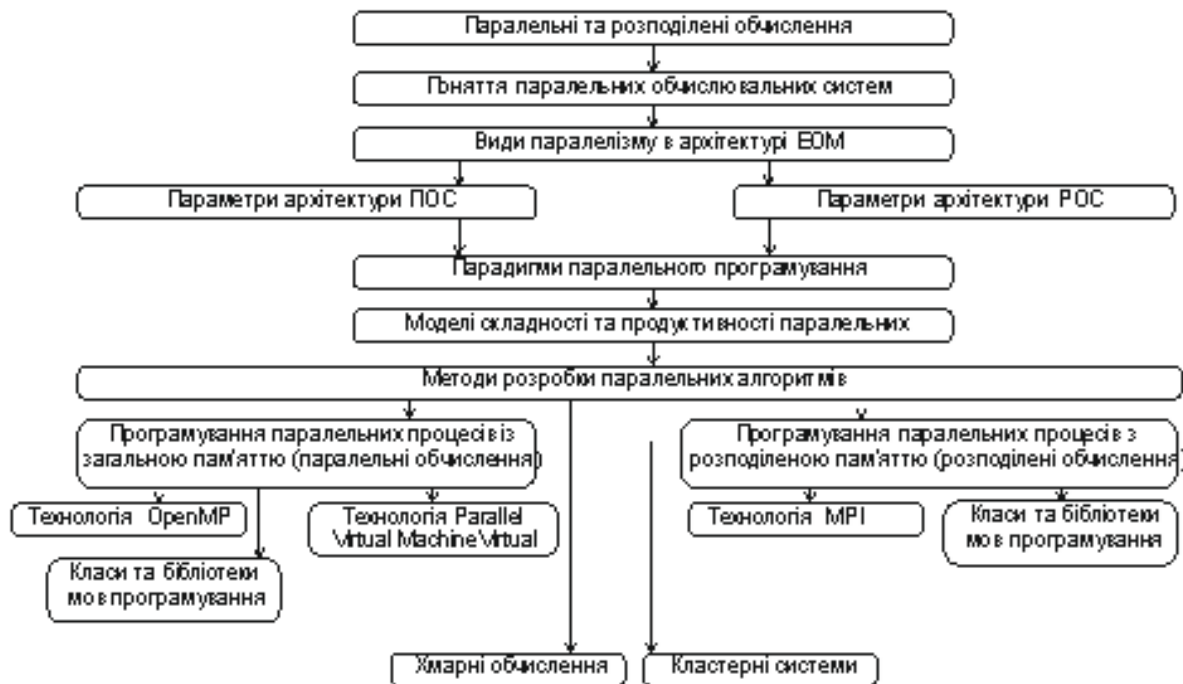 Паралельні та розподілені обчислення
Поняття паралельних обчислювальних систем
Види паралелізму в архітектурі ЕОМ
Параметри архітектури ПОС
Параметри архітектури РОС
Парадигми паралельного програмування
Моделі складності та продуктивності паралельних
Методи розробки паралельних алгоритмів
Програмування паралельних процесів із
загальною пам'яттю (паралельні обчислення)
Програмування паралельних процесів з
розподіленою пам'яттю (розподілені обчислення)
Технологія OpenMP
Технологія Parallel
Virtual Machine Virtual
Технологія MPI
Класи та бібліотеки
мов програмування
Класи та бібліотеки
мов програмування
Хмарні обчислення
Кластерні системи